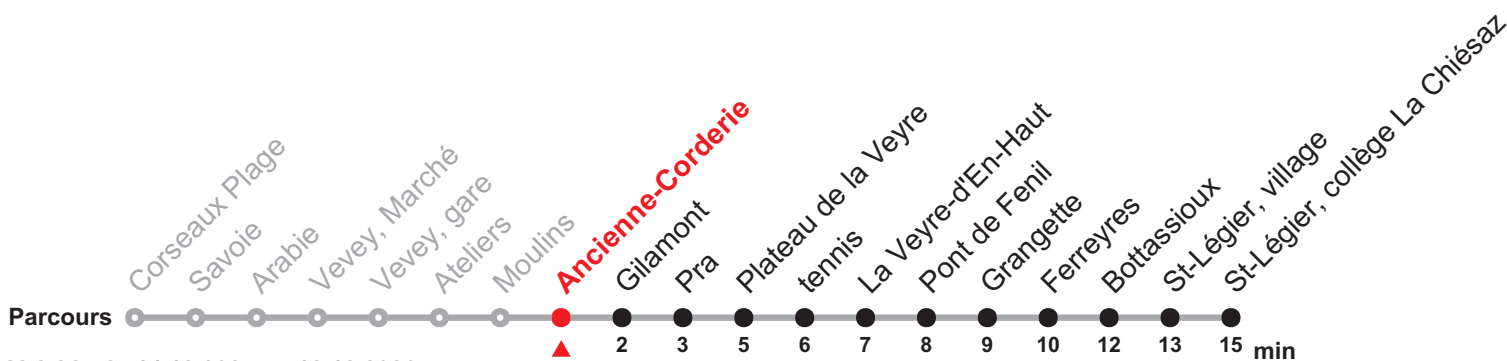 Corseaux Plage
Savoie
Arabie
Vevey, Marché
Vevey, gare
Ateliers
Moulins
Ancienne-Corderie
Gilamont
Pra
Plateau de la Veyre
tennis
La Veyre-d'En-Haut
Pont de Fenil
Grangette
Ferreyres
Bottassioux
St-Légier, village
St-Légier, collège La Chiésaz
Parcours
2 3 5 6 7 8 9 10 12 13 15 min